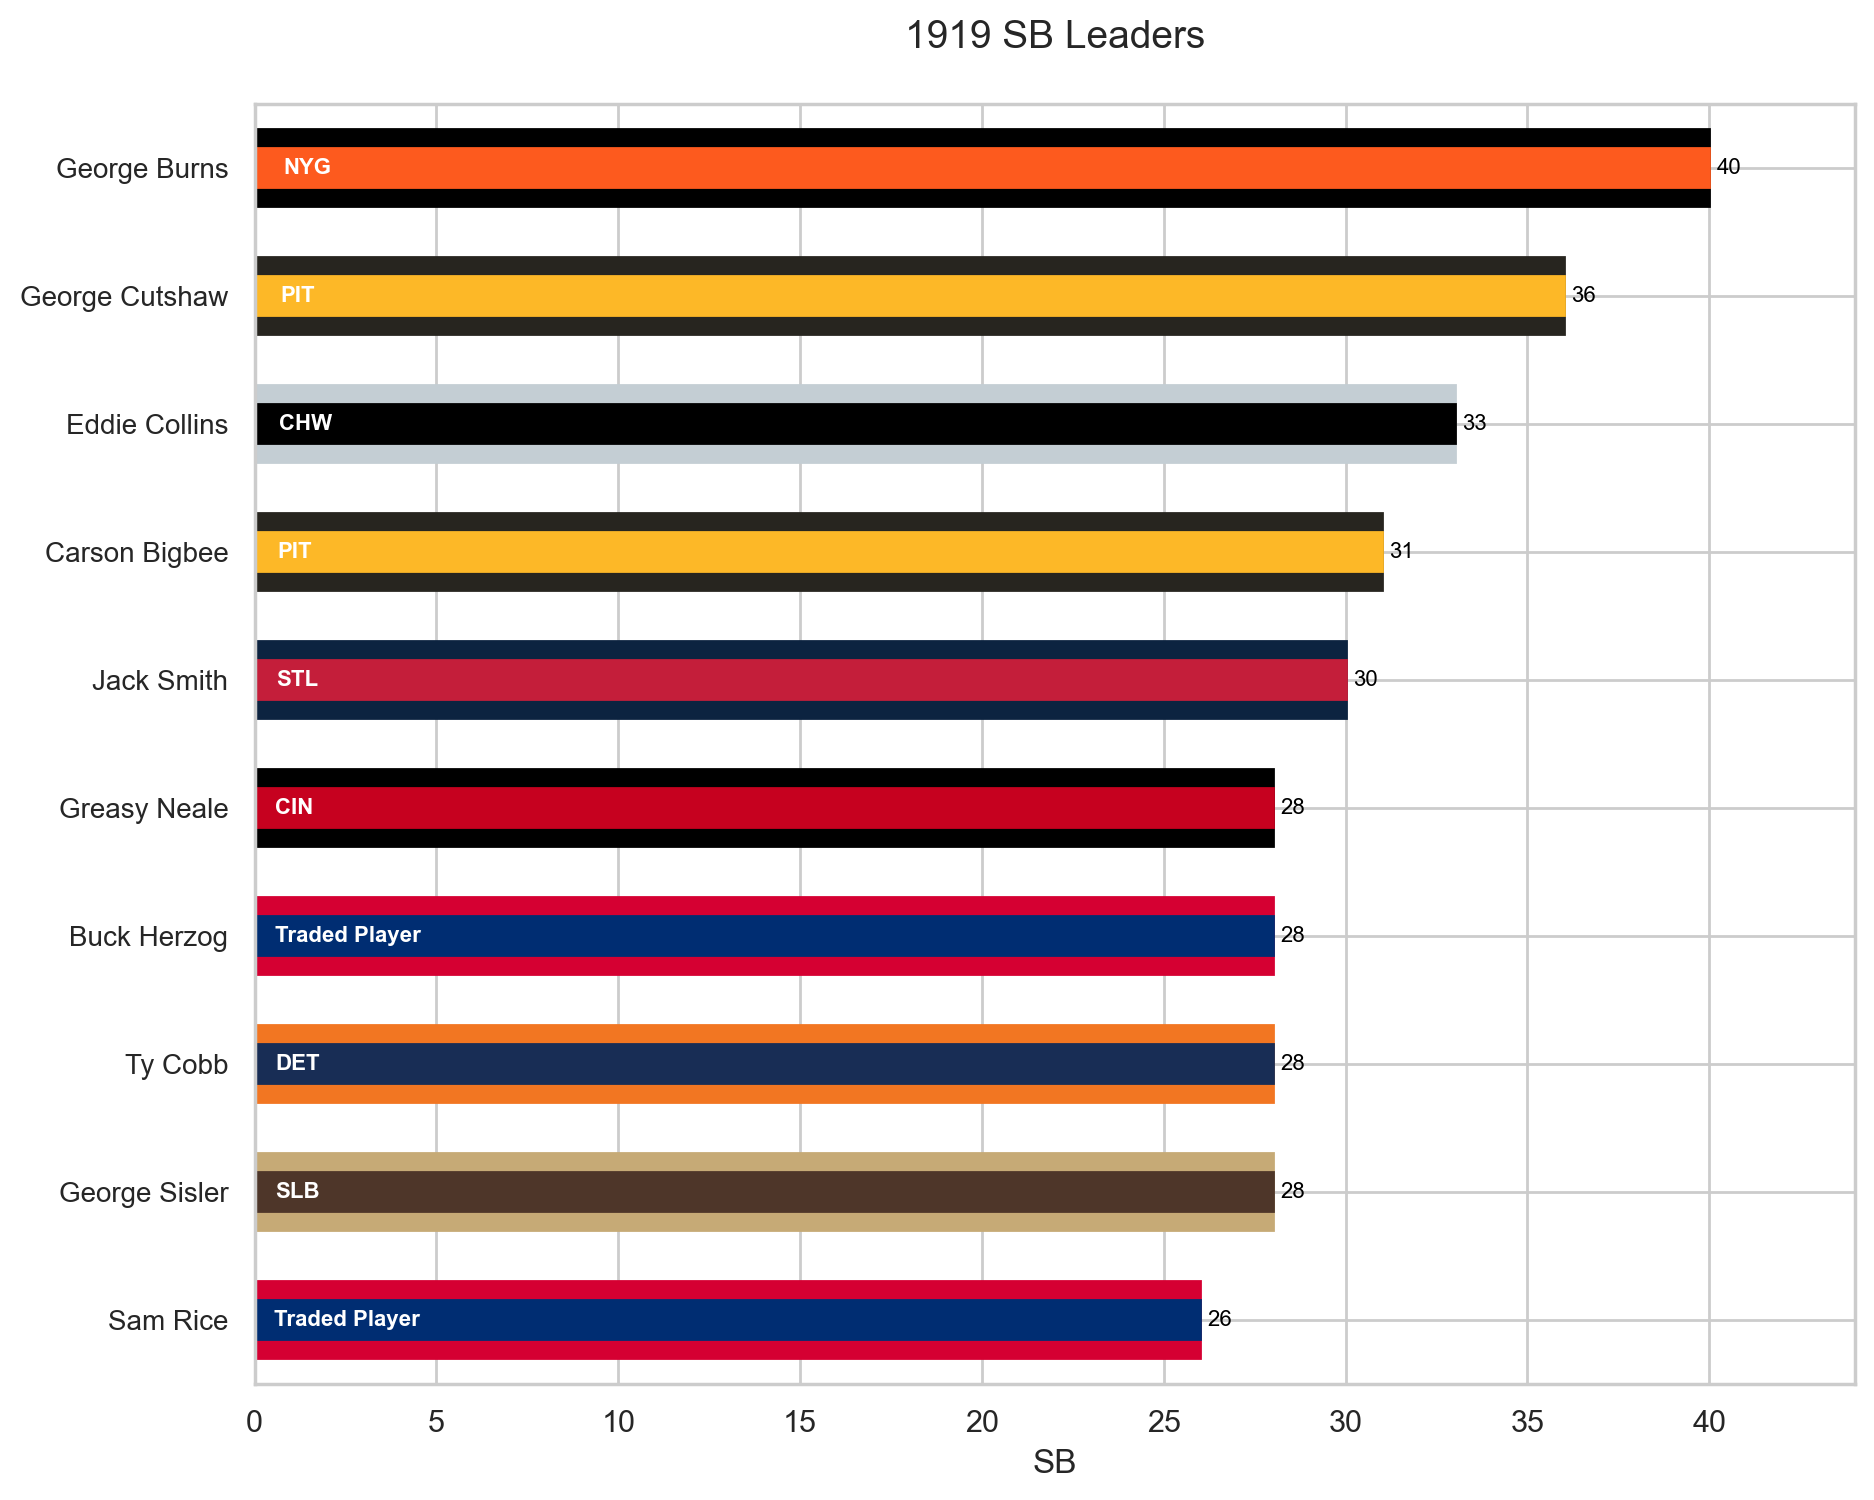 1919 SB Leaders
George Burns NYG 40
George Cutshaw PIT 36
Eddie Collins CHW 33
Carson Bigbee PIT 31
Jack Smith STL 30
Greasy Neale CIN 28
Buck Herzog Traded Player 28
Ty Cobb DET 28
George Sisler SLB 28
Sam Rice Traded Player 26
0 5 10 15 20 25 30 35 40
SB